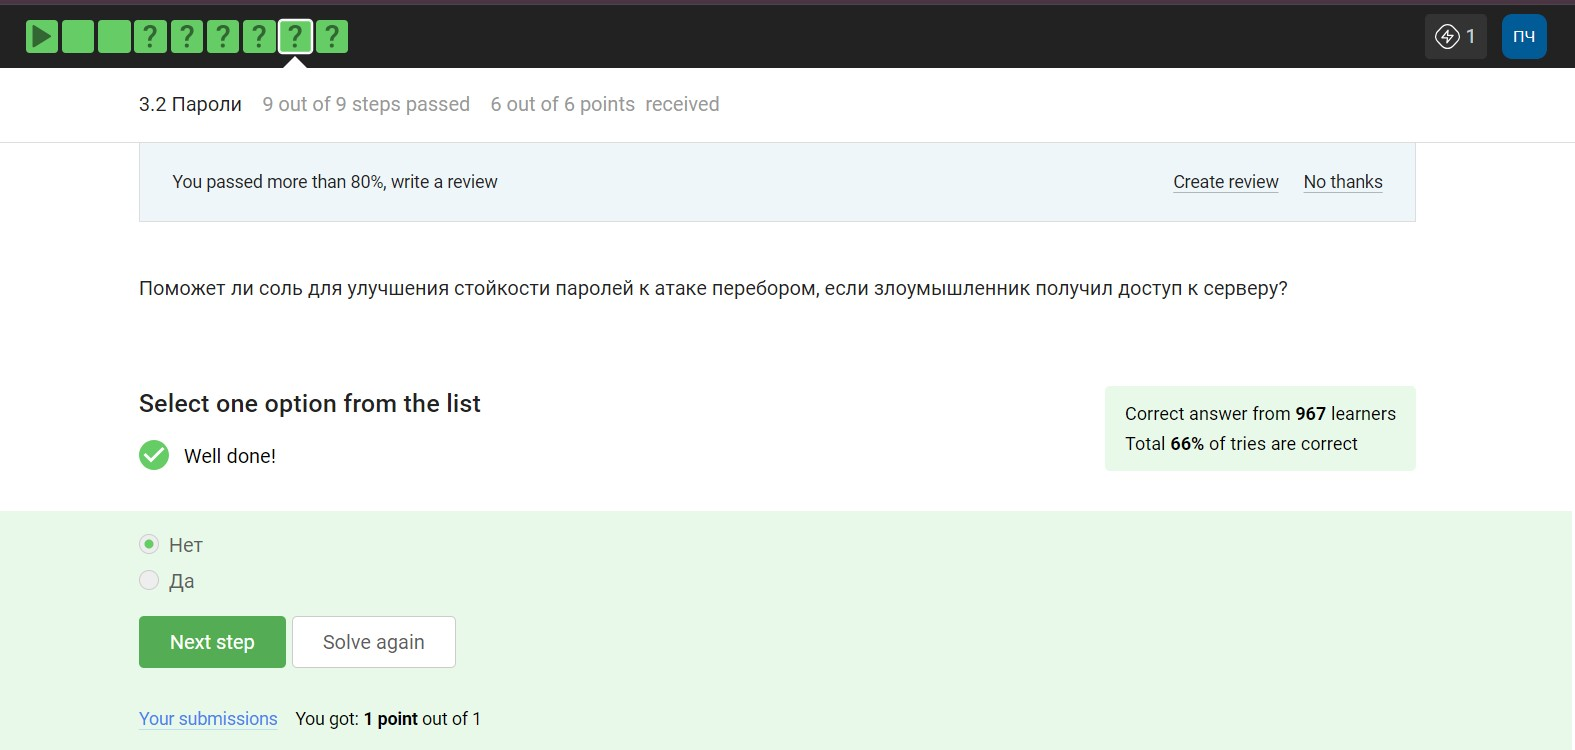 ? ? ? ? ? ?
1
ПЧ
3.2 Пароли 9 out of 9 steps passed 6 out of 6 points received
You passed more than 80%, write a review Create review No thanks
Поможет ли соль для улучшения стойкости паролей к атаке перебором, если злоумышленник получил доступ к серверу?
Select one option from the list
Well done!
Correct answer from 967 learners
Total 66% of tries are correct
Нет
Да
Next step Solve again
Your submissions You got: 1 point out of 1